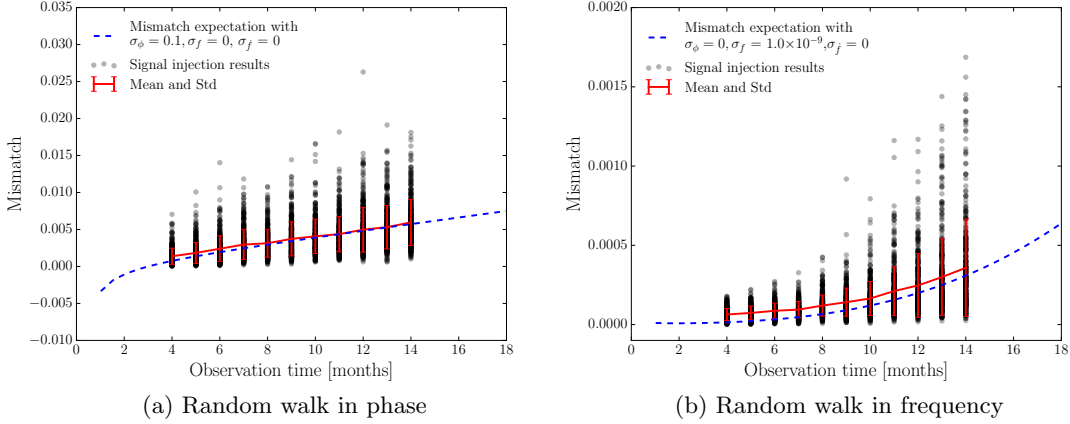 0.035
0.030
0.025
0.020
0.015
0.010
0.005
0.000
−0.005
−0.010
Mismatch
Mismatch expectation with
σ_ϕ = 0.1, σ_f = 0, σ_ḟ = 0
Signal injection results
Mean and Std
0 2 4 6 8 10 12 14 16 18
Observation time [months]
(a) Random walk in phase
0.0020
0.0015
0.0010
0.0005
0.0000
Mismatch
Mismatch expectation with
σ_ϕ = 0, σ_f = 1.0×10⁻⁹, σ_ḟ = 0
Signal injection results
Mean and Std
0 2 4 6 8 10 12 14 16 18
Observation time [months]
(b) Random walk in frequency